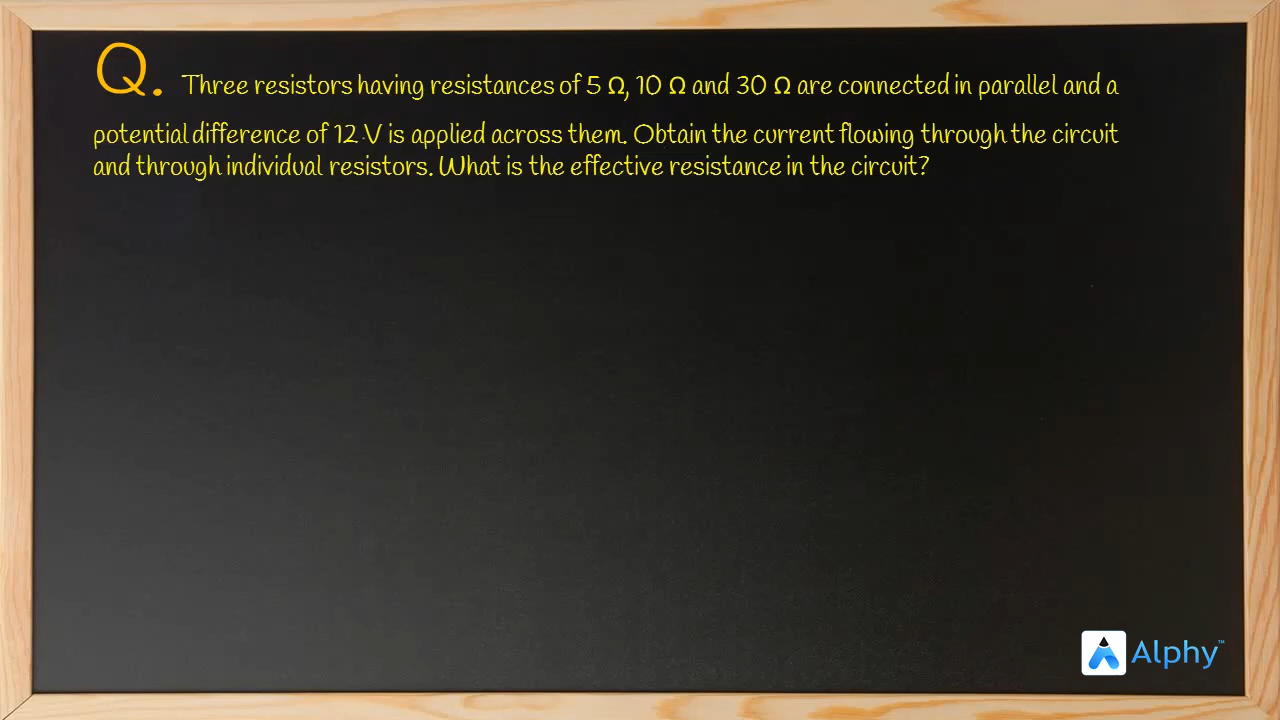 Q. Three resistors having resistances of 5 Ω, 10 Ω and 30 Ω are connected in parallel and a
potential difference of 12 V is applied across them. Obtain the current flowing through the circuit
and through individual resistors. What is the effective resistance in the circuit?
Alphy™